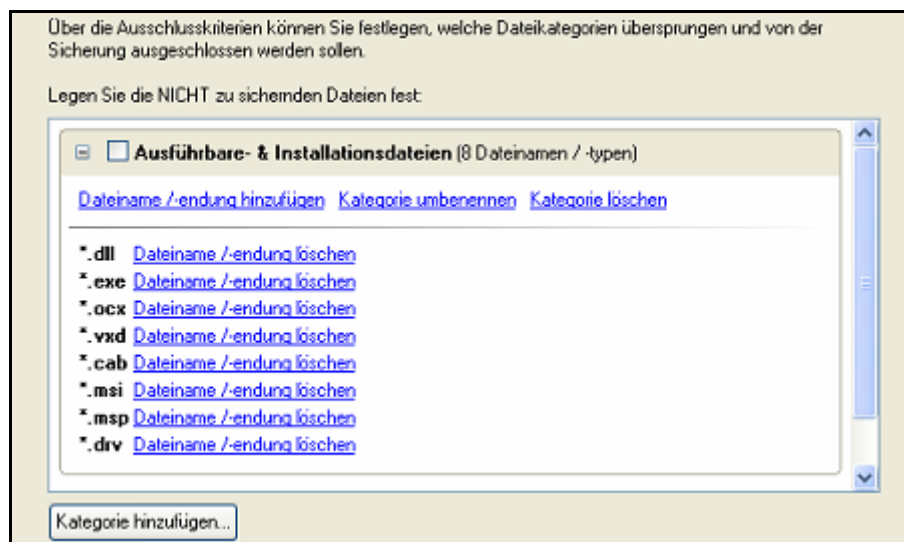 Über die Ausschlusskriterien können Sie festlegen, welche Dateikategorien übersprungen und von der
Sicherung ausgeschlossen werden sollen.
Legen Sie die NICHT zu sichernden Dateien fest:
Ausführbare- & Installationsdateien (8 Dateinamen / -typen)
Dateiname /-endung hinzufügen Kategorie umbenennen Kategorie löschen
*.dll Dateiname /-endung löschen
*.exe Dateiname /-endung löschen
*.ocx Dateiname /-endung löschen
*.vxd Dateiname /-endung löschen
*.cab Dateiname /-endung löschen
*.msi Dateiname /-endung löschen
*.msp Dateiname /-endung löschen
*.drv Dateiname /-endung löschen
Kategorie hinzufügen...